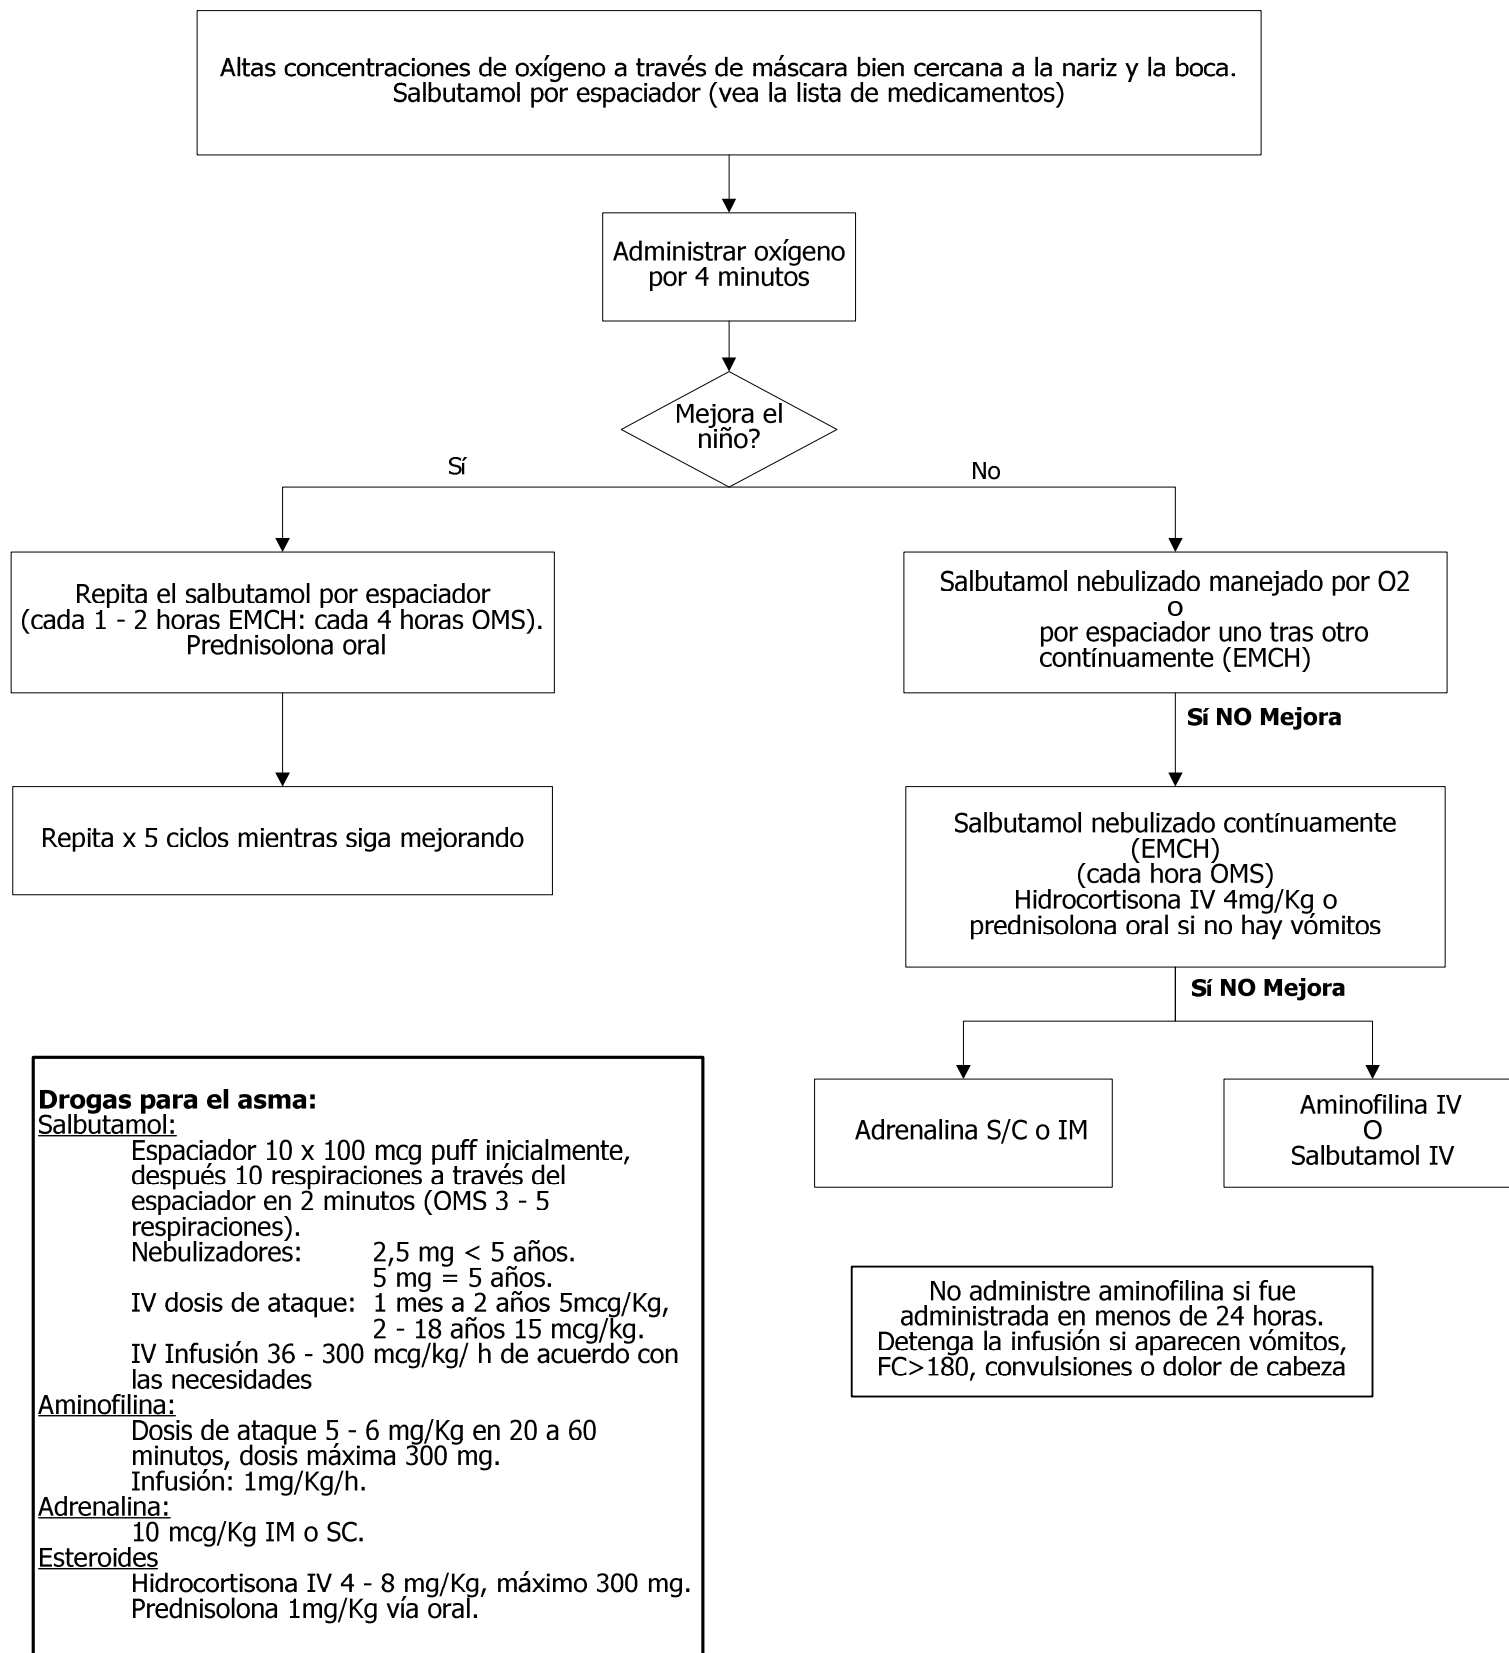 Altas concentraciones de oxígeno a través de máscara bien cercana a la nariz y la boca.
Salbutamol por espaciador (vea la lista de medicamentos)
Administrar oxígeno
por 4 minutos
Mejora el
niño?
Sí
No
Repita el salbutamol por espaciador
(cada 1 - 2 horas EMCH: cada 4 horas OMS).
Prednisolona oral
Salbutamol nebulizado manejado por O2
o
por espaciador uno tras otro
contínuamente (EMCH)
Sí NO Mejora
Repita x 5 ciclos mientras siga mejorando
Salbutamol nebulizado contínuamente
(EMCH)
(cada hora OMS)
Hidrocortisona IV 4mg/Kg o
prednisolona oral si no hay vómitos
Sí NO Mejora
Adrenalina S/C o IM
Aminofilina IV
O
Salbutamol IV
Drogas para el asma:
Salbutamol:
Espaciador 10 x 100 mcg puff inicialmente,
después 10 respiraciones a través del
espaciador en 2 minutos (OMS 3 - 5
respiraciones).
Nebulizadores: 2,5 mg < 5 años.
5 mg = 5 años.
IV dosis de ataque: 1 mes a 2 años 5mcg/Kg,
2 - 18 años 15 mcg/kg.
IV Infusión 36 - 300 mcg/kg/ h de acuerdo con
las necesidades
Aminofilina:
Dosis de ataque 5 - 6 mg/Kg en 20 a 60
minutos, dosis máxima 300 mg.
Infusión: 1mg/Kg/h.
Adrenalina:
10 mcg/Kg IM o SC.
Esteroides
Hidrocortisona IV 4 - 8 mg/Kg, máximo 300 mg.
Prednisolona 1mg/Kg vía oral.
No administre aminofilina si fue
administrada en menos de 24 horas.
Detenga la infusión si aparecen vómitos,
FC>180, convulsiones o dolor de cabeza